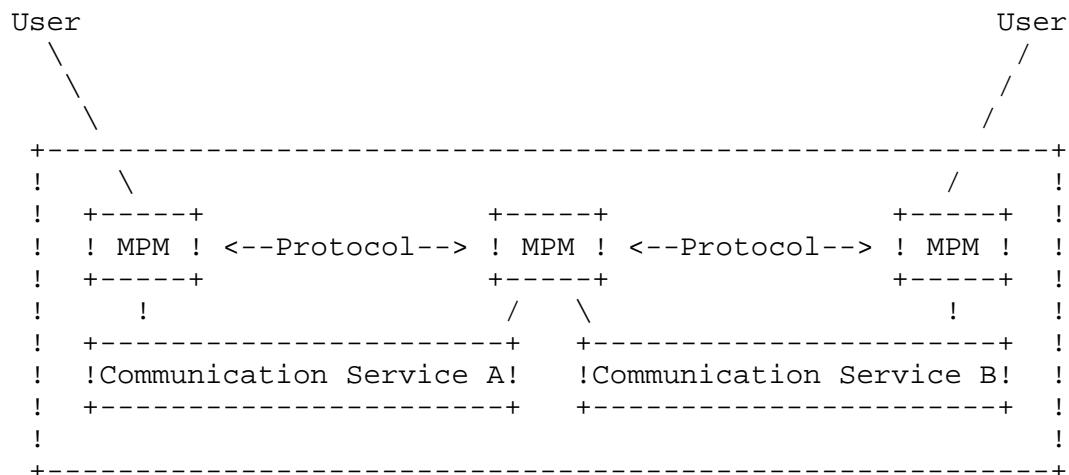 User User
MPM <--Protocol--> MPM <--Protocol--> MPM
Communication Service A Communication Service B